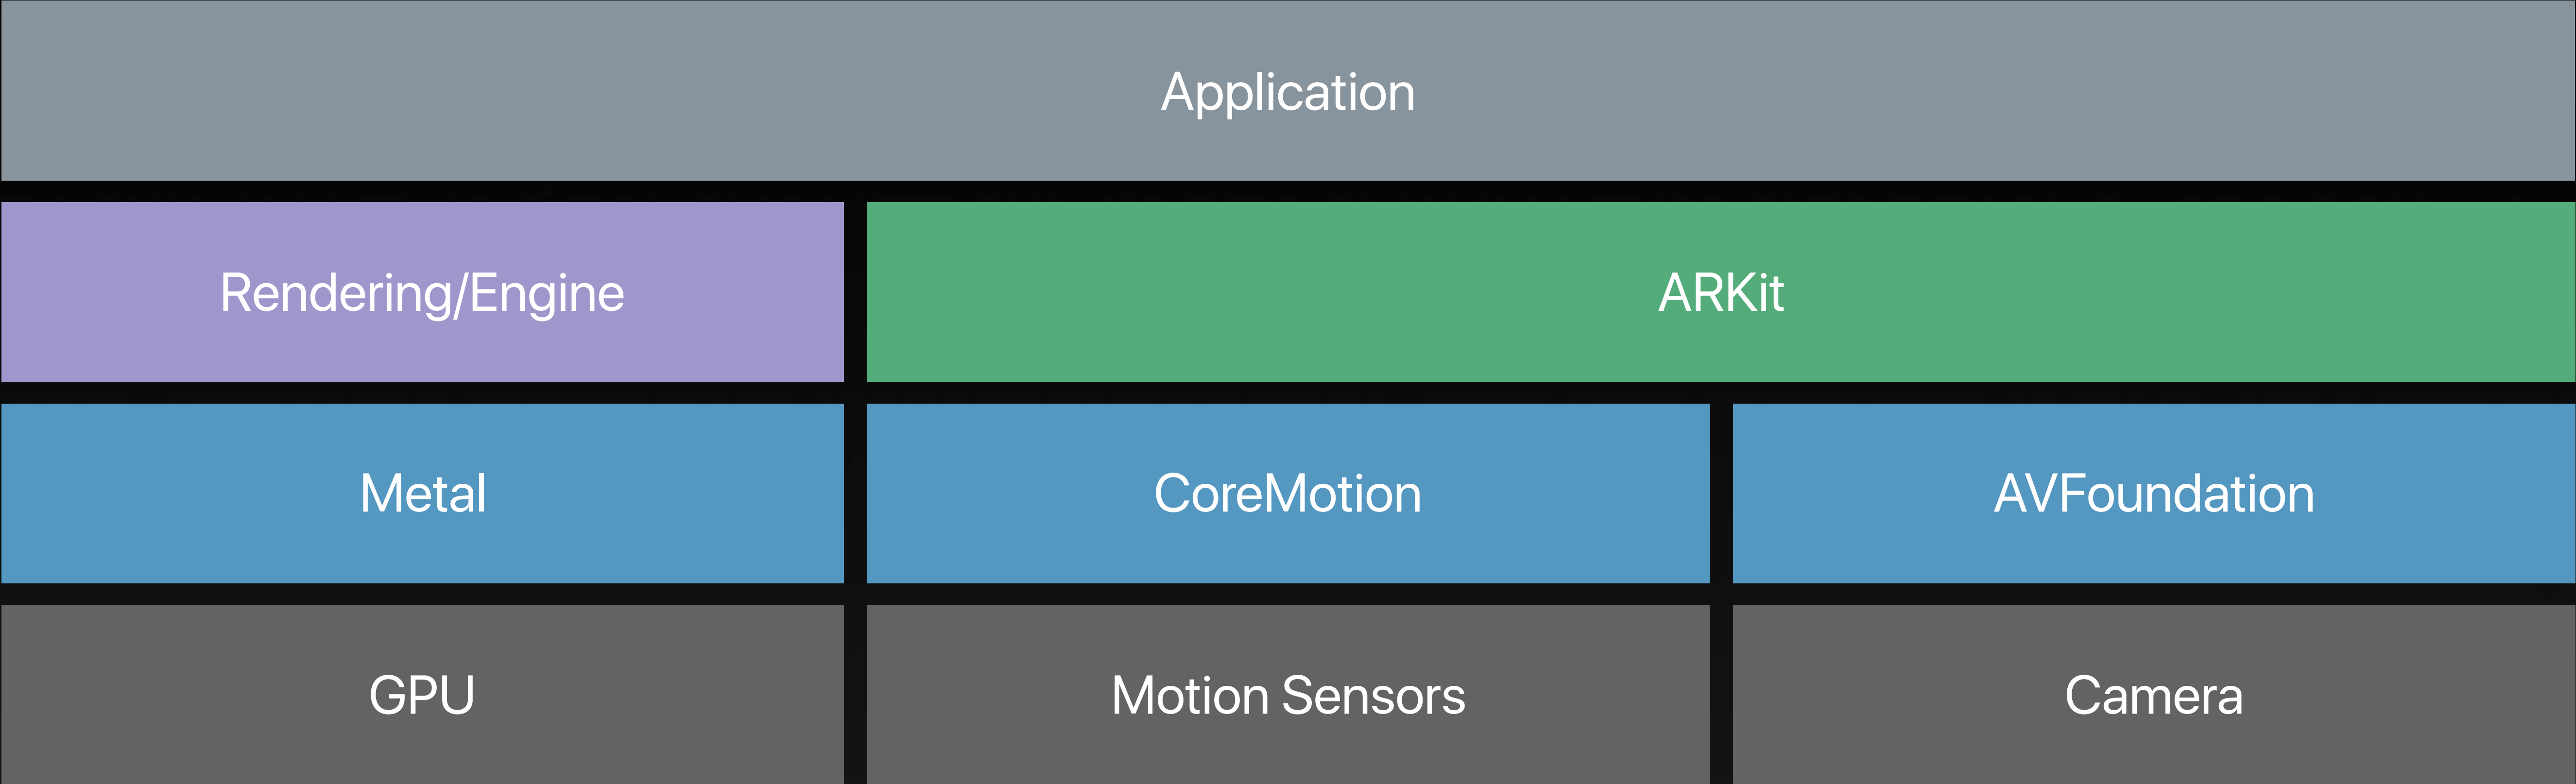 Application
Rendering/Engine
ARKit
Metal
CoreMotion
AVFoundation
GPU
Motion Sensors
Camera